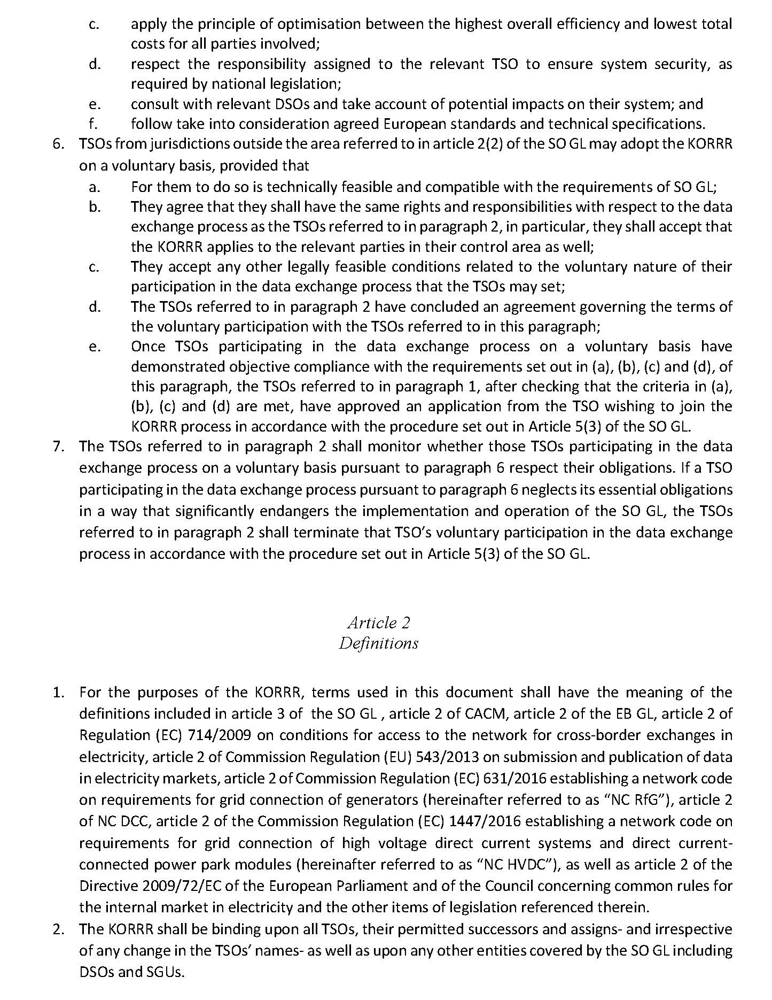 c. apply the principle of optimisation between the highest overall efficiency and lowest total
costs for all parties involved;
d. respect the responsibility assigned to the relevant TSO to ensure system security, as
required by national legislation;
e. consult with relevant DSOs and take account of potential impacts on their system; and
f. follow take into consideration agreed European standards and technical specifications.
6. TSOs from jurisdictions outside the area referred to in article 2(2) of the SO GL may adopt the KORRR
on a voluntary basis, provided that
a. For them to do so is technically feasible and compatible with the requirements of SO GL;
b. They agree that they shall have the same rights and responsibilities with respect to the data
exchange process as the TSOs referred to in paragraph 2, in particular, they shall accept that
the KORRR applies to the relevant parties in their control area as well;
c. They accept any other legally feasible conditions related to the voluntary nature of their
participation in the data exchange process that the TSOs may set;
d. The TSOs referred to in paragraph 2 have concluded an agreement governing the terms of
the voluntary participation with the TSOs referred to in this paragraph;
e. Once TSOs participating in the data exchange process on a voluntary basis have
demonstrated objective compliance with the requirements set out in (a), (b), (c) and (d), of
this paragraph, the TSOs referred to in paragraph 1, after checking that the criteria in (a),
(b), (c) and (d) are met, have approved an application from the TSO wishing to join the
KORRR process in accordance with the procedure set out in Article 5(3) of the SO GL.
7. The TSOs referred to in paragraph 2 shall monitor whether those TSOs participating in the data
exchange process on a voluntary basis pursuant to paragraph 6 respect their obligations. If a TSO
participating in the data exchange process pursuant to paragraph 6 neglects its essential obligations
in a way that significantly endangers the implementation and operation of the SO GL, the TSOs
referred to in paragraph 2 shall terminate that TSO’s voluntary participation in the data exchange
process in accordance with the procedure set out in Article 5(3) of the SO GL.
Article 2
Definitions
1. For the purposes of the KORRR, terms used in this document shall have the meaning of the
definitions included in article 3 of the SO GL , article 2 of CACM, article 2 of the EB GL, article 2 of
Regulation (EC) 714/2009 on conditions for access to the network for cross-border exchanges in
electricity, article 2 of Commission Regulation (EU) 543/2013 on submission and publication of data
in electricity markets, article 2 of Commission Regulation (EC) 631/2016 establishing a network code
on requirements for grid connection of generators (hereinafter referred to as “NC RfG”), article 2
of NC DCC, article 2 of the Commission Regulation (EC) 1447/2016 establishing a network code on
requirements for grid connection of high voltage direct current systems and direct current-
connected power park modules (hereinafter referred to as “NC HVDC”), as well as article 2 of the
Directive 2009/72/EC of the European Parliament and of the Council concerning common rules for
the internal market in electricity and the other items of legislation referenced therein.
2. The KORRR shall be binding upon all TSOs, their permitted successors and assigns- and irrespective
of any change in the TSOs’ names- as well as upon any other entities covered by the SO GL including
DSOs and SGUs.